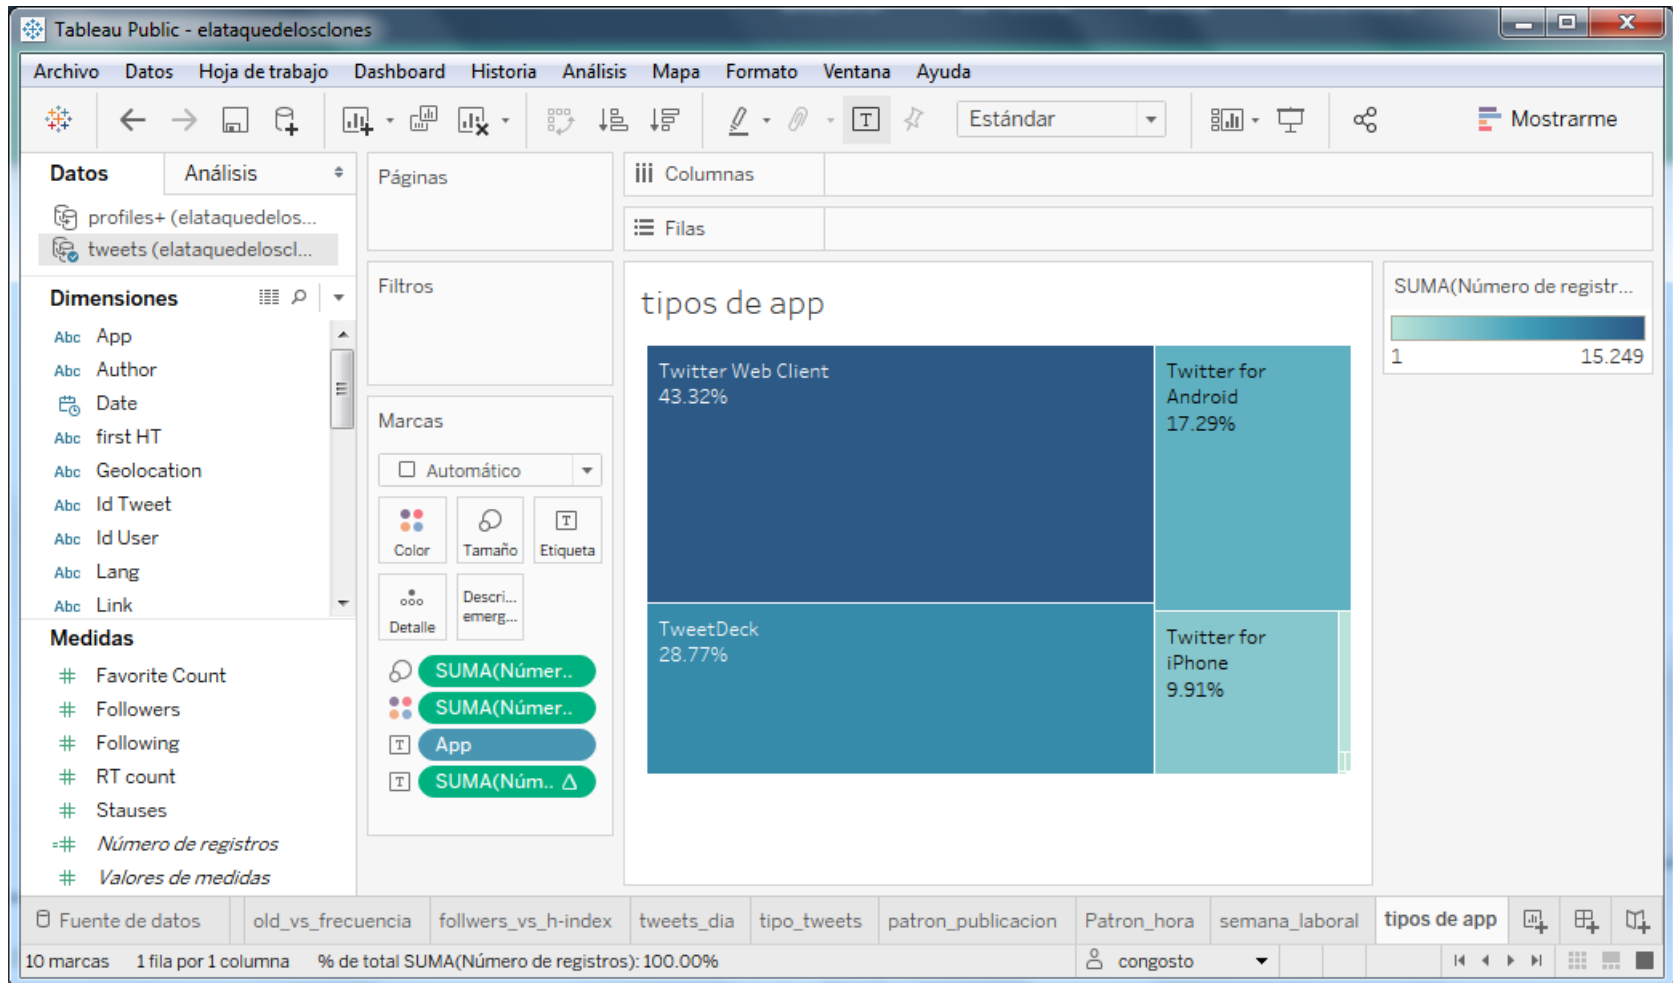 Tableau Public - elataquedelosclones
Archivo Datos Hoja de trabajo Dashboard Historia Análisis Mapa Formato Ventana Ayuda
Estándar
Mostrarme
Datos Análisis
profiles+ (elataquedelos...
tweets (elataquedeloscl...
Dimensiones
Abc App
Abc Author
Date
Abc first HT
Abc Geolocation
Abc Id Tweet
Abc Id User
Abc Lang
Abc Link
Medidas
# Favorite Count
# Followers
# Following
# RT count
# Stauses
=# Número de registros
# Valores de medidas
Páginas
Filtros
Marcas
Automático
Color Tamaño Etiqueta
Detalle
Descri...
emerg...
SUMA(Númer..
SUMA(Númer..
App
SUMA(Núm.. Δ
Columnas
Filas
tipos de app
Twitter Web Client
43.32%
Twitter for
Android
17.29%
TweetDeck
28.77%
Twitter for
iPhone
9.91%
SUMA(Número de registr...
1 15.249
Fuente de datos old_vs_frecuencia follwers_vs_h-index tweets_dia tipo_tweets patron_publicacion Patron_hora semana_laboral tipos de app
10 marcas 1 fila por 1 columna % de total SUMA(Número de registros): 100.00% congosto